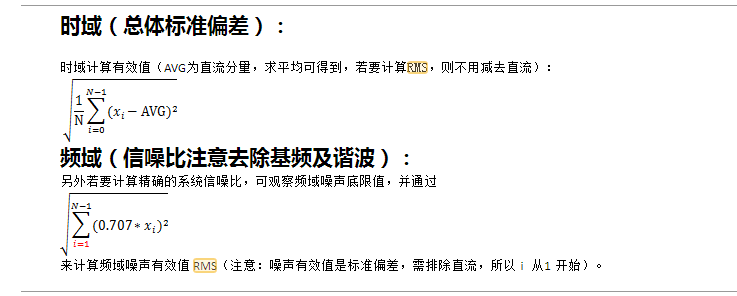 时域（总体标准偏差）：
时域计算有效值（AVG为直流分量，求平均可得到，若要计算RMS，则不用减去直流）：
√(1/N ∑_{i=0}^{N−1} (x_i − AVG)²)
频域（信噪比注意去除基频及谐波）：
另外若要计算精确的系统信噪比，可观察频域噪声底限值，并通过
√(∑_{i=1}^{N−1} (0.707 ∗ x_i)²)
来计算频域噪声有效值 RMS（注意：噪声有效值是标准偏差，需排除直流，所以 i 从1 开始）。